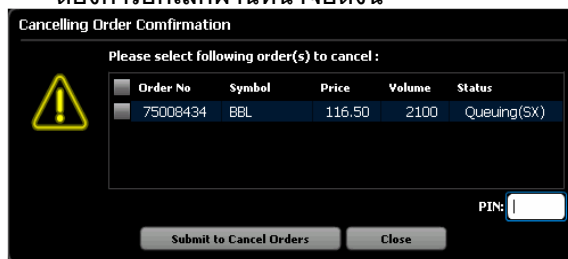 Cancelling Order Comfirmation
Please select following order(s) to cancel :
Order No Symbol Price Volume Status
75008434 BBL 116.50 2100 Queuing(SX)
PIN:
Submit to Cancel Orders Close